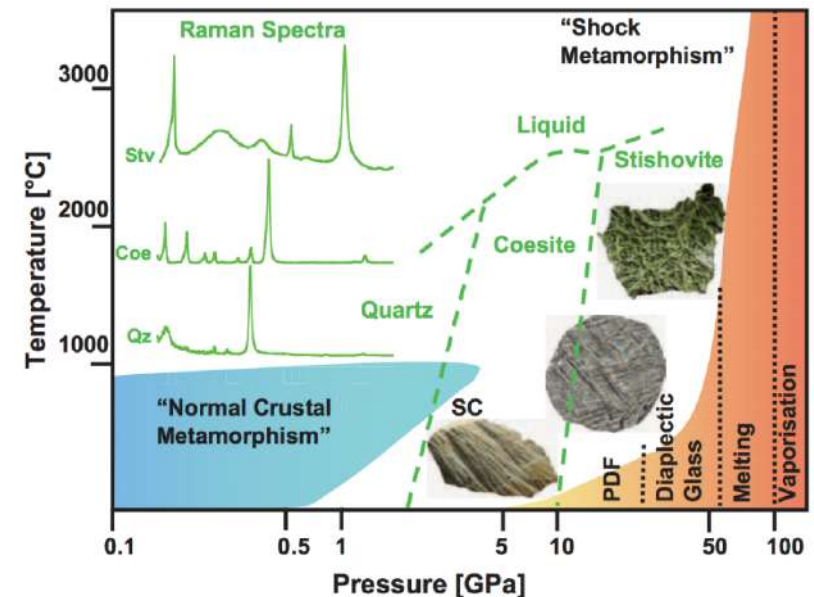 Raman Spectra
“Shock
Metamorphism”
3000
Stv
Liquid
Stishovite
2000
Coe
Coesite
Quartz
Qz
1000
“Normal Crustal
Metamorphism”
SC
PDF
Diaplectic
Glass
Melting
Vaporisation
Temperature [°C]
0.1
0.5
1
5
10
50
100
Pressure [GPa]